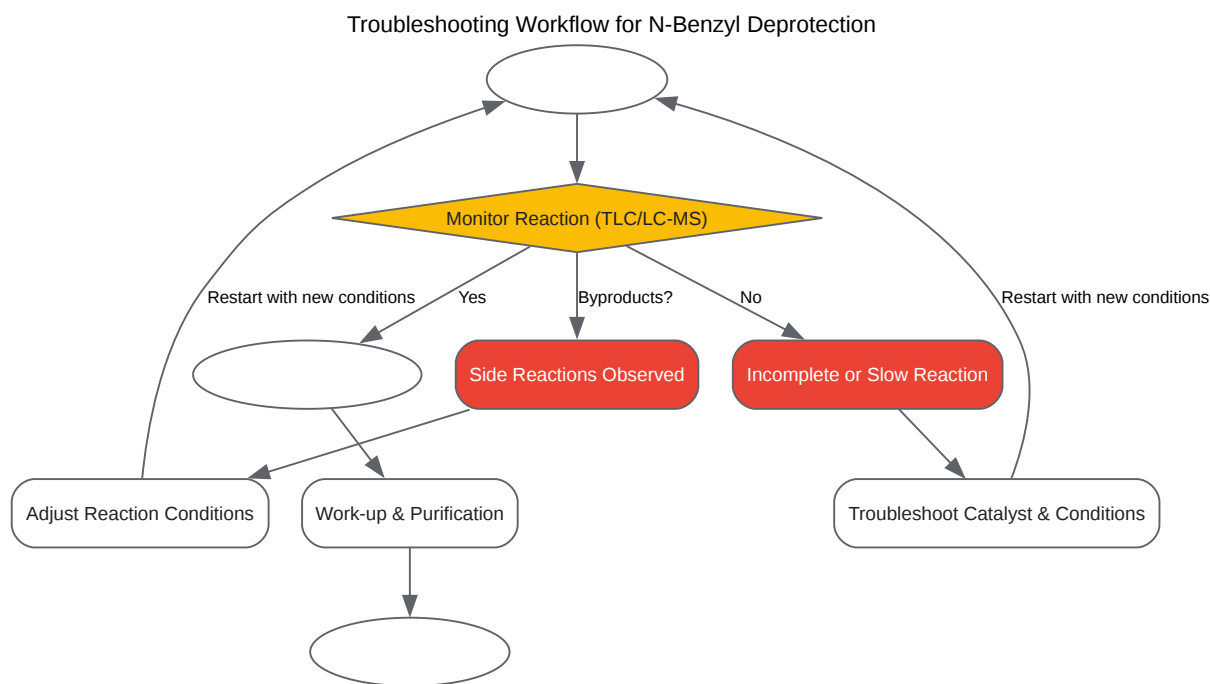 Troubleshooting Workflow for N-Benzyl Deprotection
Monitor Reaction (TLC/LC-MS)
Restart with new conditions
Yes
Byproducts?
No
Restart with new conditions
Side Reactions Observed
Incomplete or Slow Reaction
Adjust Reaction Conditions
Work-up & Purification
Troubleshoot Catalyst & Conditions